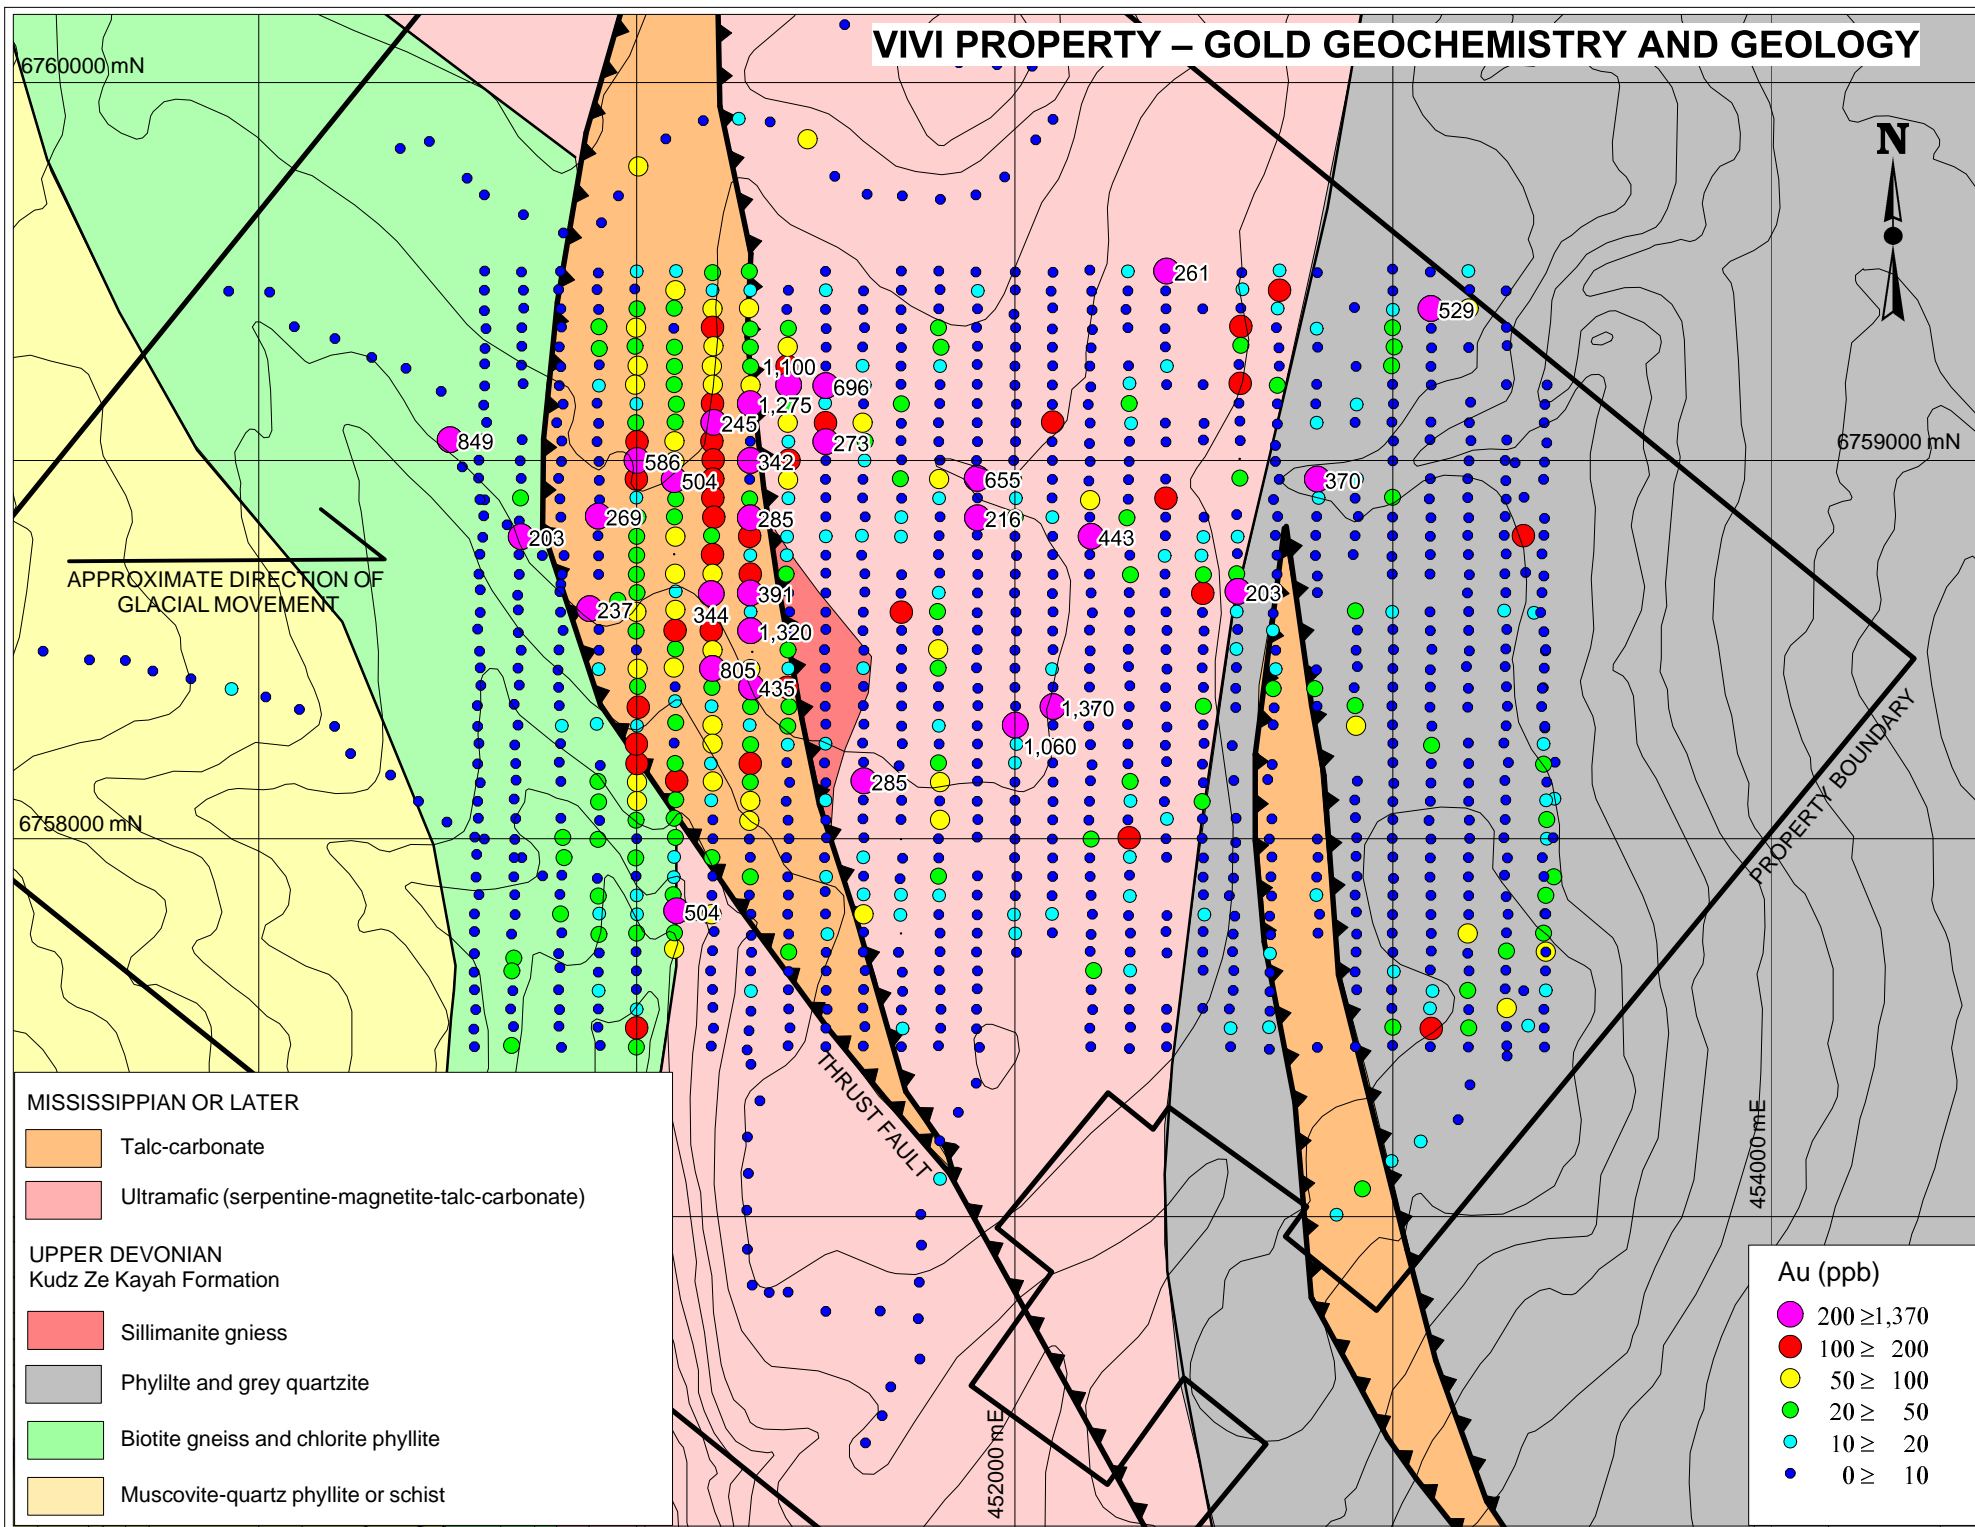 VIVI PROPERTY – GOLD GEOCHEMISTRY AND GEOLOGY
6760000 mN
N
261
529
1,100
696
1,275
245
849
273
6759000 mN
586
342
504
655
370
269
285
216
203
443
APPROXIMATE DIRECTION OF
GLACIAL MOVEMENT
391
203
237
344
1,320
805
435
1,370
1,060
285
PROPERTY BOUNDARY
6758000 mN
504
THRUST FAULT
MISSISSIPPIAN OR LATER
Talc-carbonate
Ultramafic (serpentine-magnetite-talc-carbonate)
UPPER DEVONIAN
Kudz Ze Kayah Formation
Sillimanite gniess
Phylilte and grey quartzite
Biotite gneiss and chlorite phyllite
Muscovite-quartz phyllite or schist
452000 mE
454000 mE
Au (ppb)
200 ≥1,370
100 ≥ 200
50 ≥ 100
20 ≥ 50
10 ≥ 20
0 ≥ 10